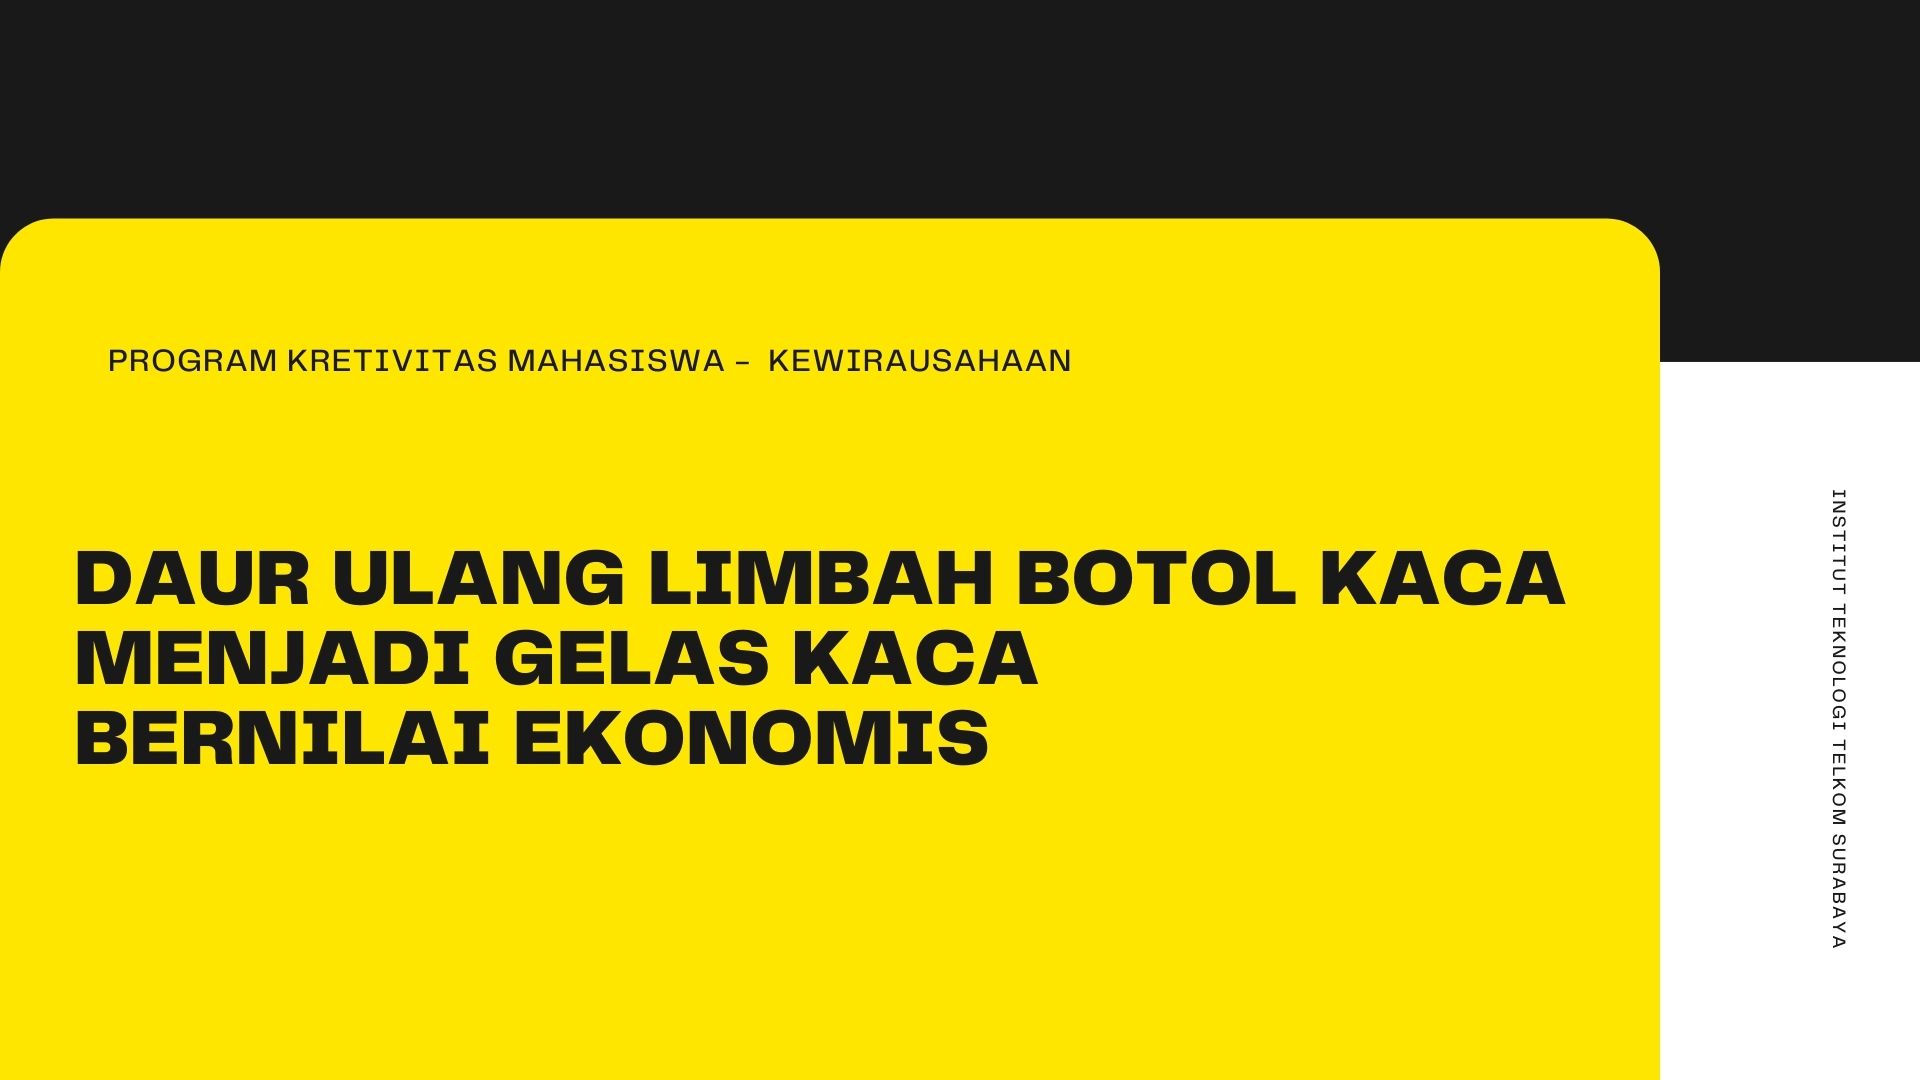 PROGRAM KRETIVITAS MAHASISWA – KEWIRAUSAHAAN
DAUR ULANG LIMBAH BOTOL KACA
MENJADI GELAS KACA
BERNILAI EKONOMIS
INSTITUT TEKNOLOGI TELKOM SURABAYA